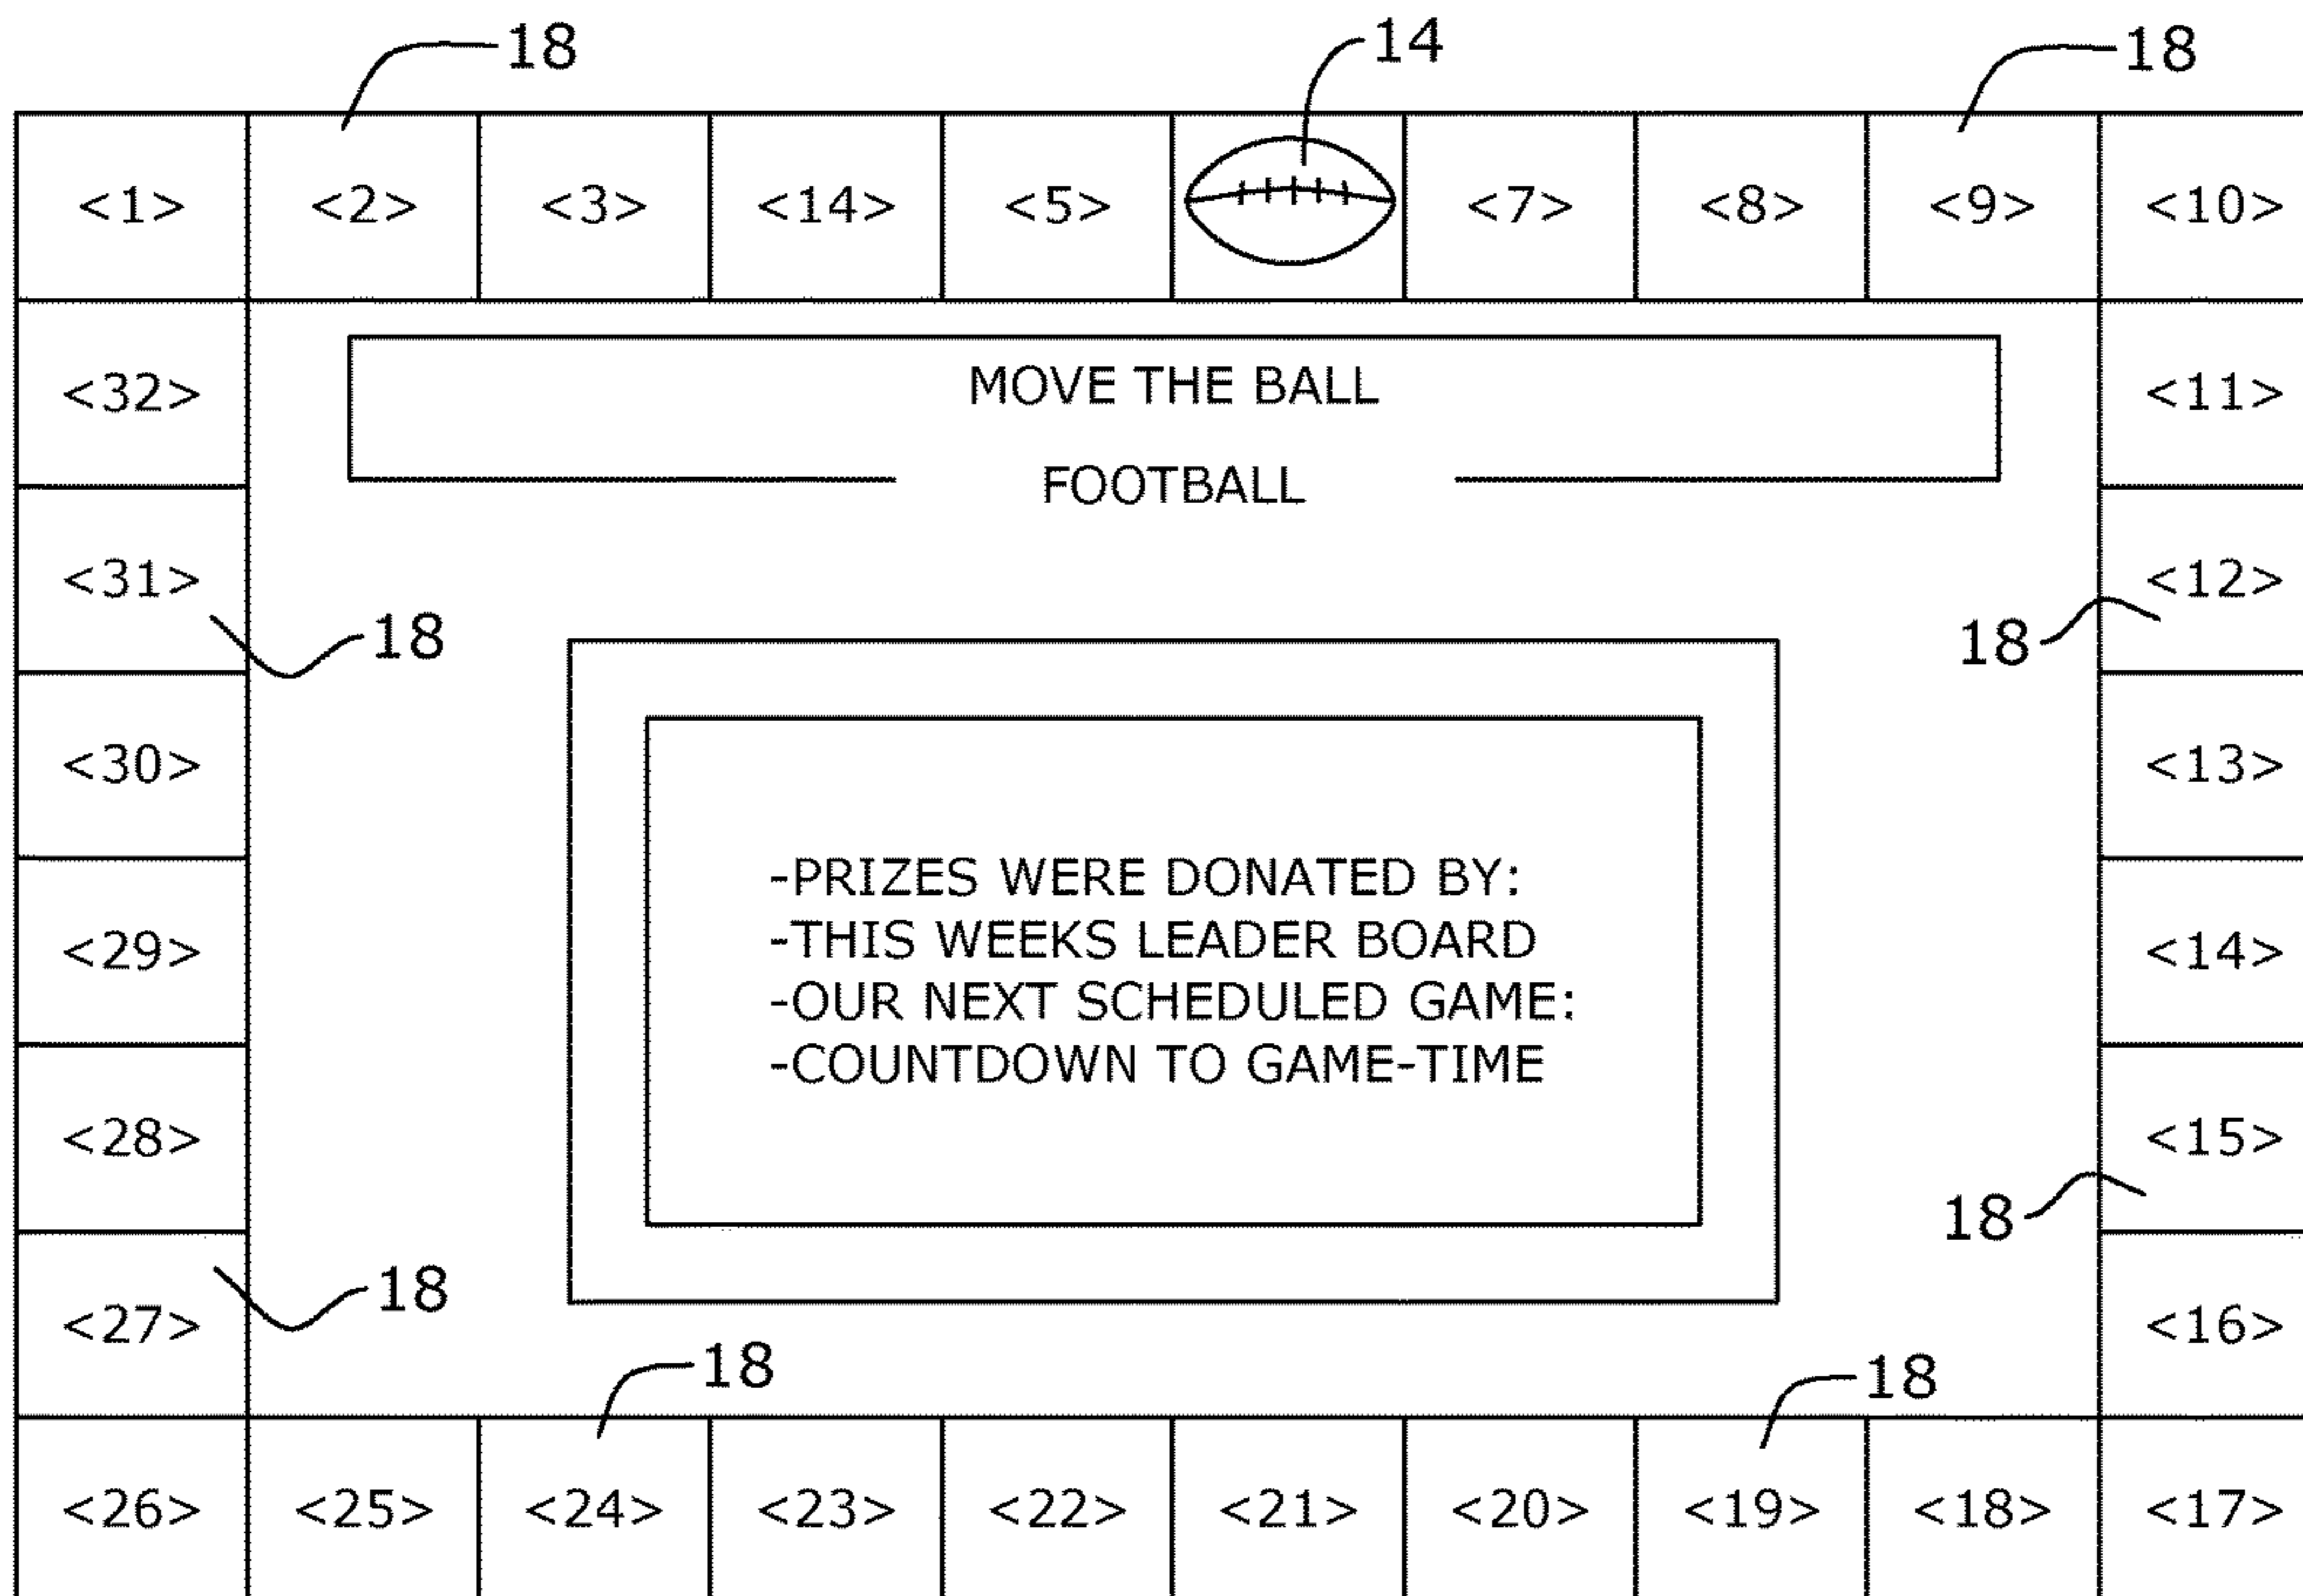 18 14 18
<1> <2> <3> <14> <5> <7> <8> <9> <10>
<32> MOVE THE BALL <11>
FOOTBALL
<31> <12>
18 18
<30> <13>
-PRIZES WERE DONATED BY:
<29> -THIS WEEKS LEADER BOARD <14>
-OUR NEXT SCHEDULED GAME:
-COUNTDOWN TO GAME-TIME
<28> <15>
18
18
<27> <16>
18 18
<26> <25> <24> <23> <22> <21> <20> <19> <18> <17>